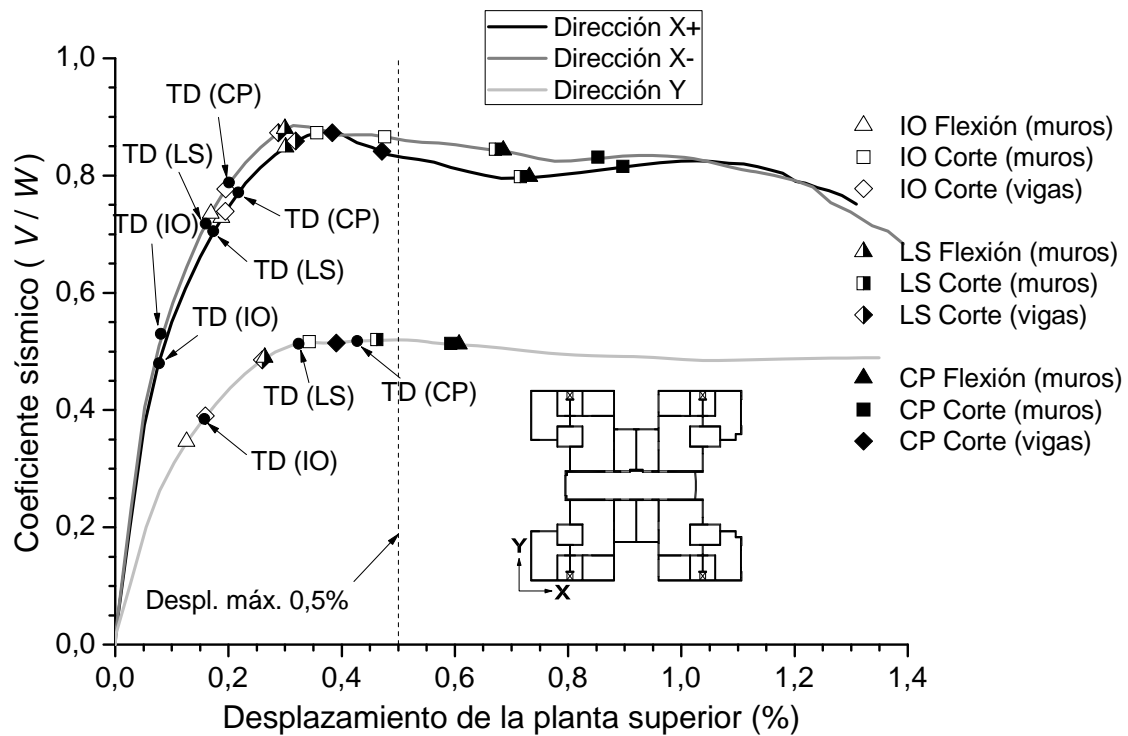 Dirección X+
Dirección X-
Dirección Y
1,0
0,8
0,6
0,4
0,2
0,0
Coeficiente sísmico ( V / W)
TD (CP)
TD (LS)
TD (IO)
TD (CP)
TD (LS)
TD (IO)
TD (LS)
TD (CP)
TD (IO)
Despl. máx. 0,5%
Y
X
IO Flexión (muros)
IO Corte (muros)
IO Corte (vigas)
LS Flexión (muros)
LS Corte (muros)
LS Corte (vigas)
CP Flexión (muros)
CP Corte (muros)
CP Corte (vigas)
0,0 0,2 0,4 0,6 0,8 1,0 1,2 1,4
Desplazamiento de la planta superior (%)